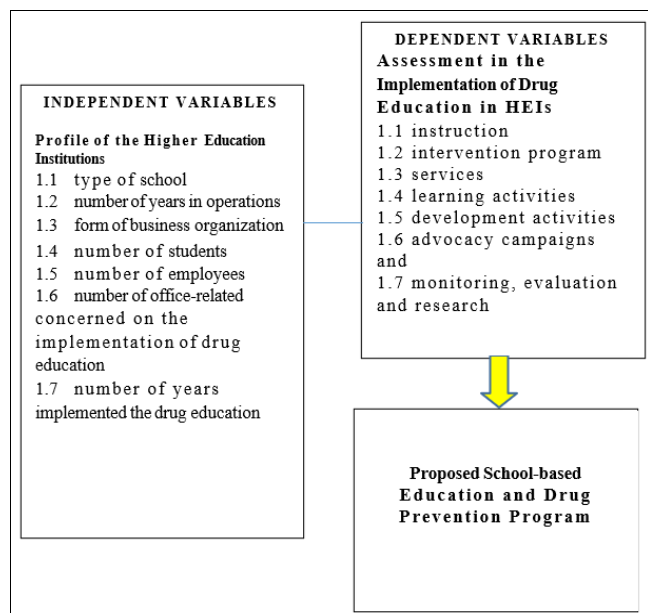 INDEPENDENT VARIABLES
Profile of the Higher Education
Institutions
1.1 type of school
1.2 number of years in operations
1.3 form of business organization
1.4 number of students
1.5 number of employees
1.6 number of office-related
concerned on the
implementation of drug
education
1.7 number of years
implemented the drug education
DEPENDENT VARIABLES
Assessment in the
Implementation of Drug
Education in HEIs
1.1 instruction
1.2 intervention program
1.3 services
1.4 learning activities
1.5 development activities
1.6 advocacy campaigns
and
1.7 monitoring, evaluation
and research
Proposed School-based
Education and Drug
Prevention Program